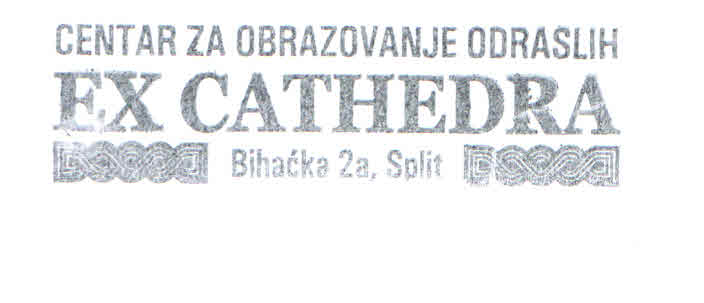 CENTAR ZA OBRAZOVANJE ODRASLIH
EX CATHEDRA
Bihaćka 2a, Split